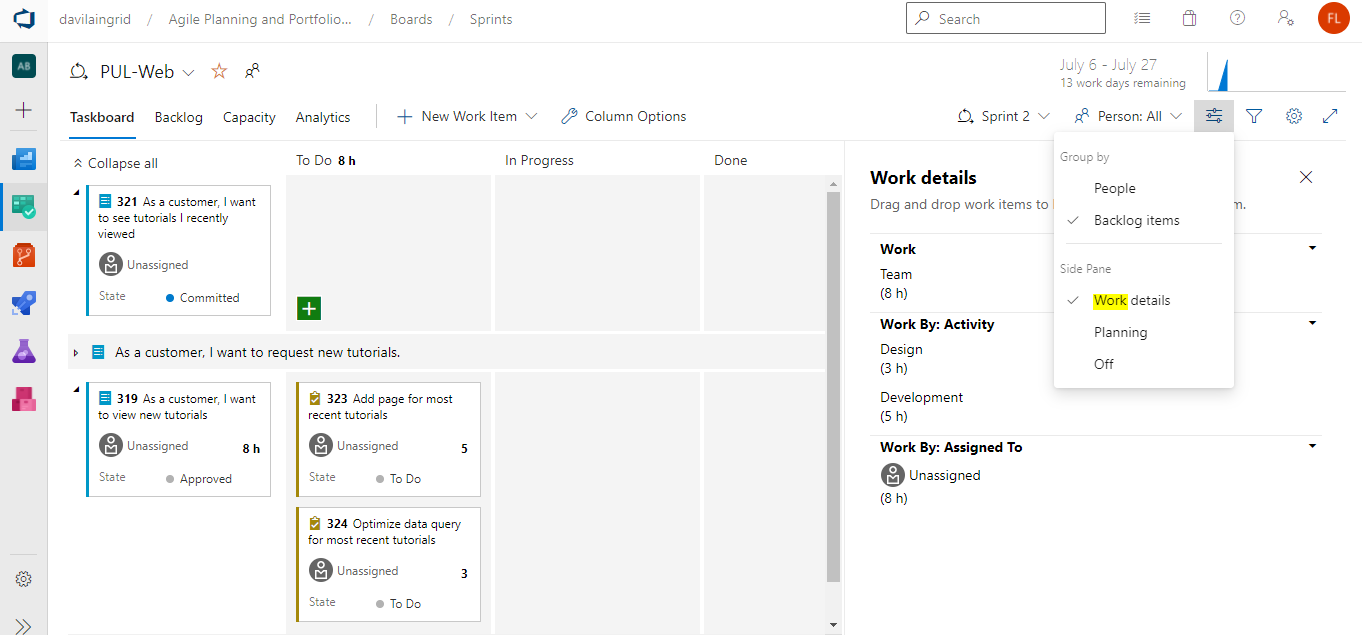 davilaingrid / Agile Planning and Portfolio... / Boards / Sprints
Search
FL
AB
PUL-Web
July 6 - July 27
13 work days remaining
Taskboard Backlog Capacity Analytics
New Work Item
Column Options
Sprint 2
Person: All
Collapse all
To Do 8 h
In Progress
Done
321 As a customer, I want
to see tutorials I recently
viewed
Unassigned
State Committed
As a customer, I want to request new tutorials.
319 As a customer, I want
to view new tutorials
Unassigned 8 h
State Approved
323 Add page for most
recent tutorials
Unassigned 5
State To Do
324 Optimize data query
for most recent tutorials
Unassigned 3
State To Do
Work details
Drag and drop work items to
m.
Work
Team
(8 h)
Work By: Activity
Design
(3 h)
Development
(5 h)
Work By: Assigned To
Unassigned
(8 h)
Group by
People
Backlog items
Side Pane
Work details
Planning
Off